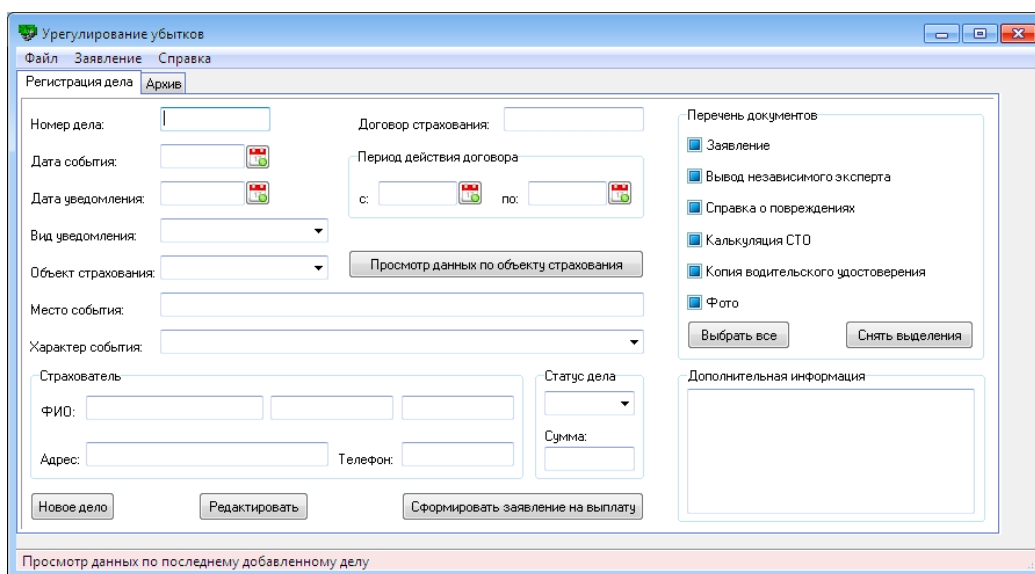 Урегулирование убытков
Файл Заявление Справка
Регистрация дела Архив
Номер дела: Договор страхования:
Дата события:
Период действия договора
Дата уведомления: с: по:
Вид уведомления:
Объект страхования: Просмотр данных по объекту страхования
Место события:
Характер события:
Перечень документов
Заявление
Вывод независимого эксперта
Справка о повреждениях
Калькуляция СТО
Копия водительского удостоверения
Фото
Выбрать все Снять выделения
Страхователь
ФИО:
Адрес: Телефон:
Статус дела
Сумма:
Дополнительная информация
Новое дело Редактировать Сформировать заявление на выплату
Просмотр данных по последнему добавленному делу